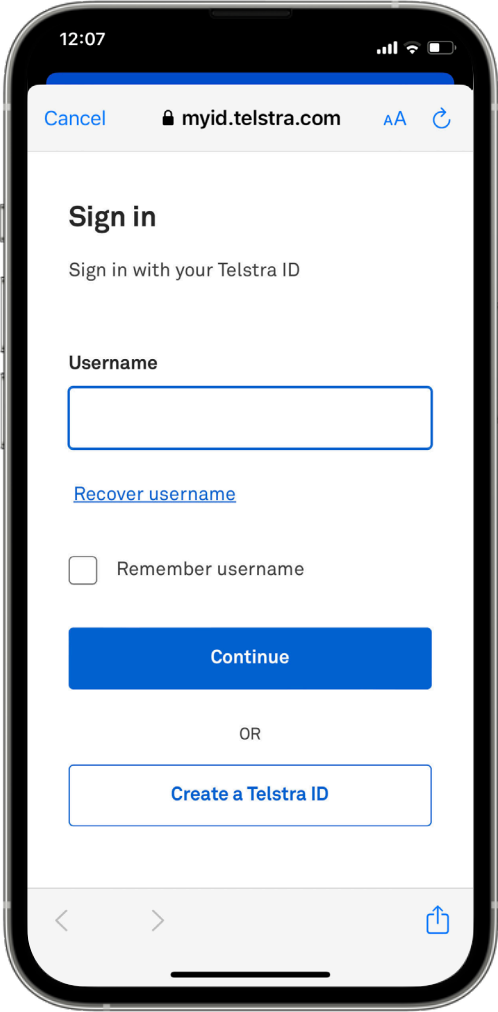 12:07
Cancel myid.telstra.com AA
Sign in
Sign in with your Telstra ID
Username
Recover username
Remember username
Continue
OR
Create a Telstra ID